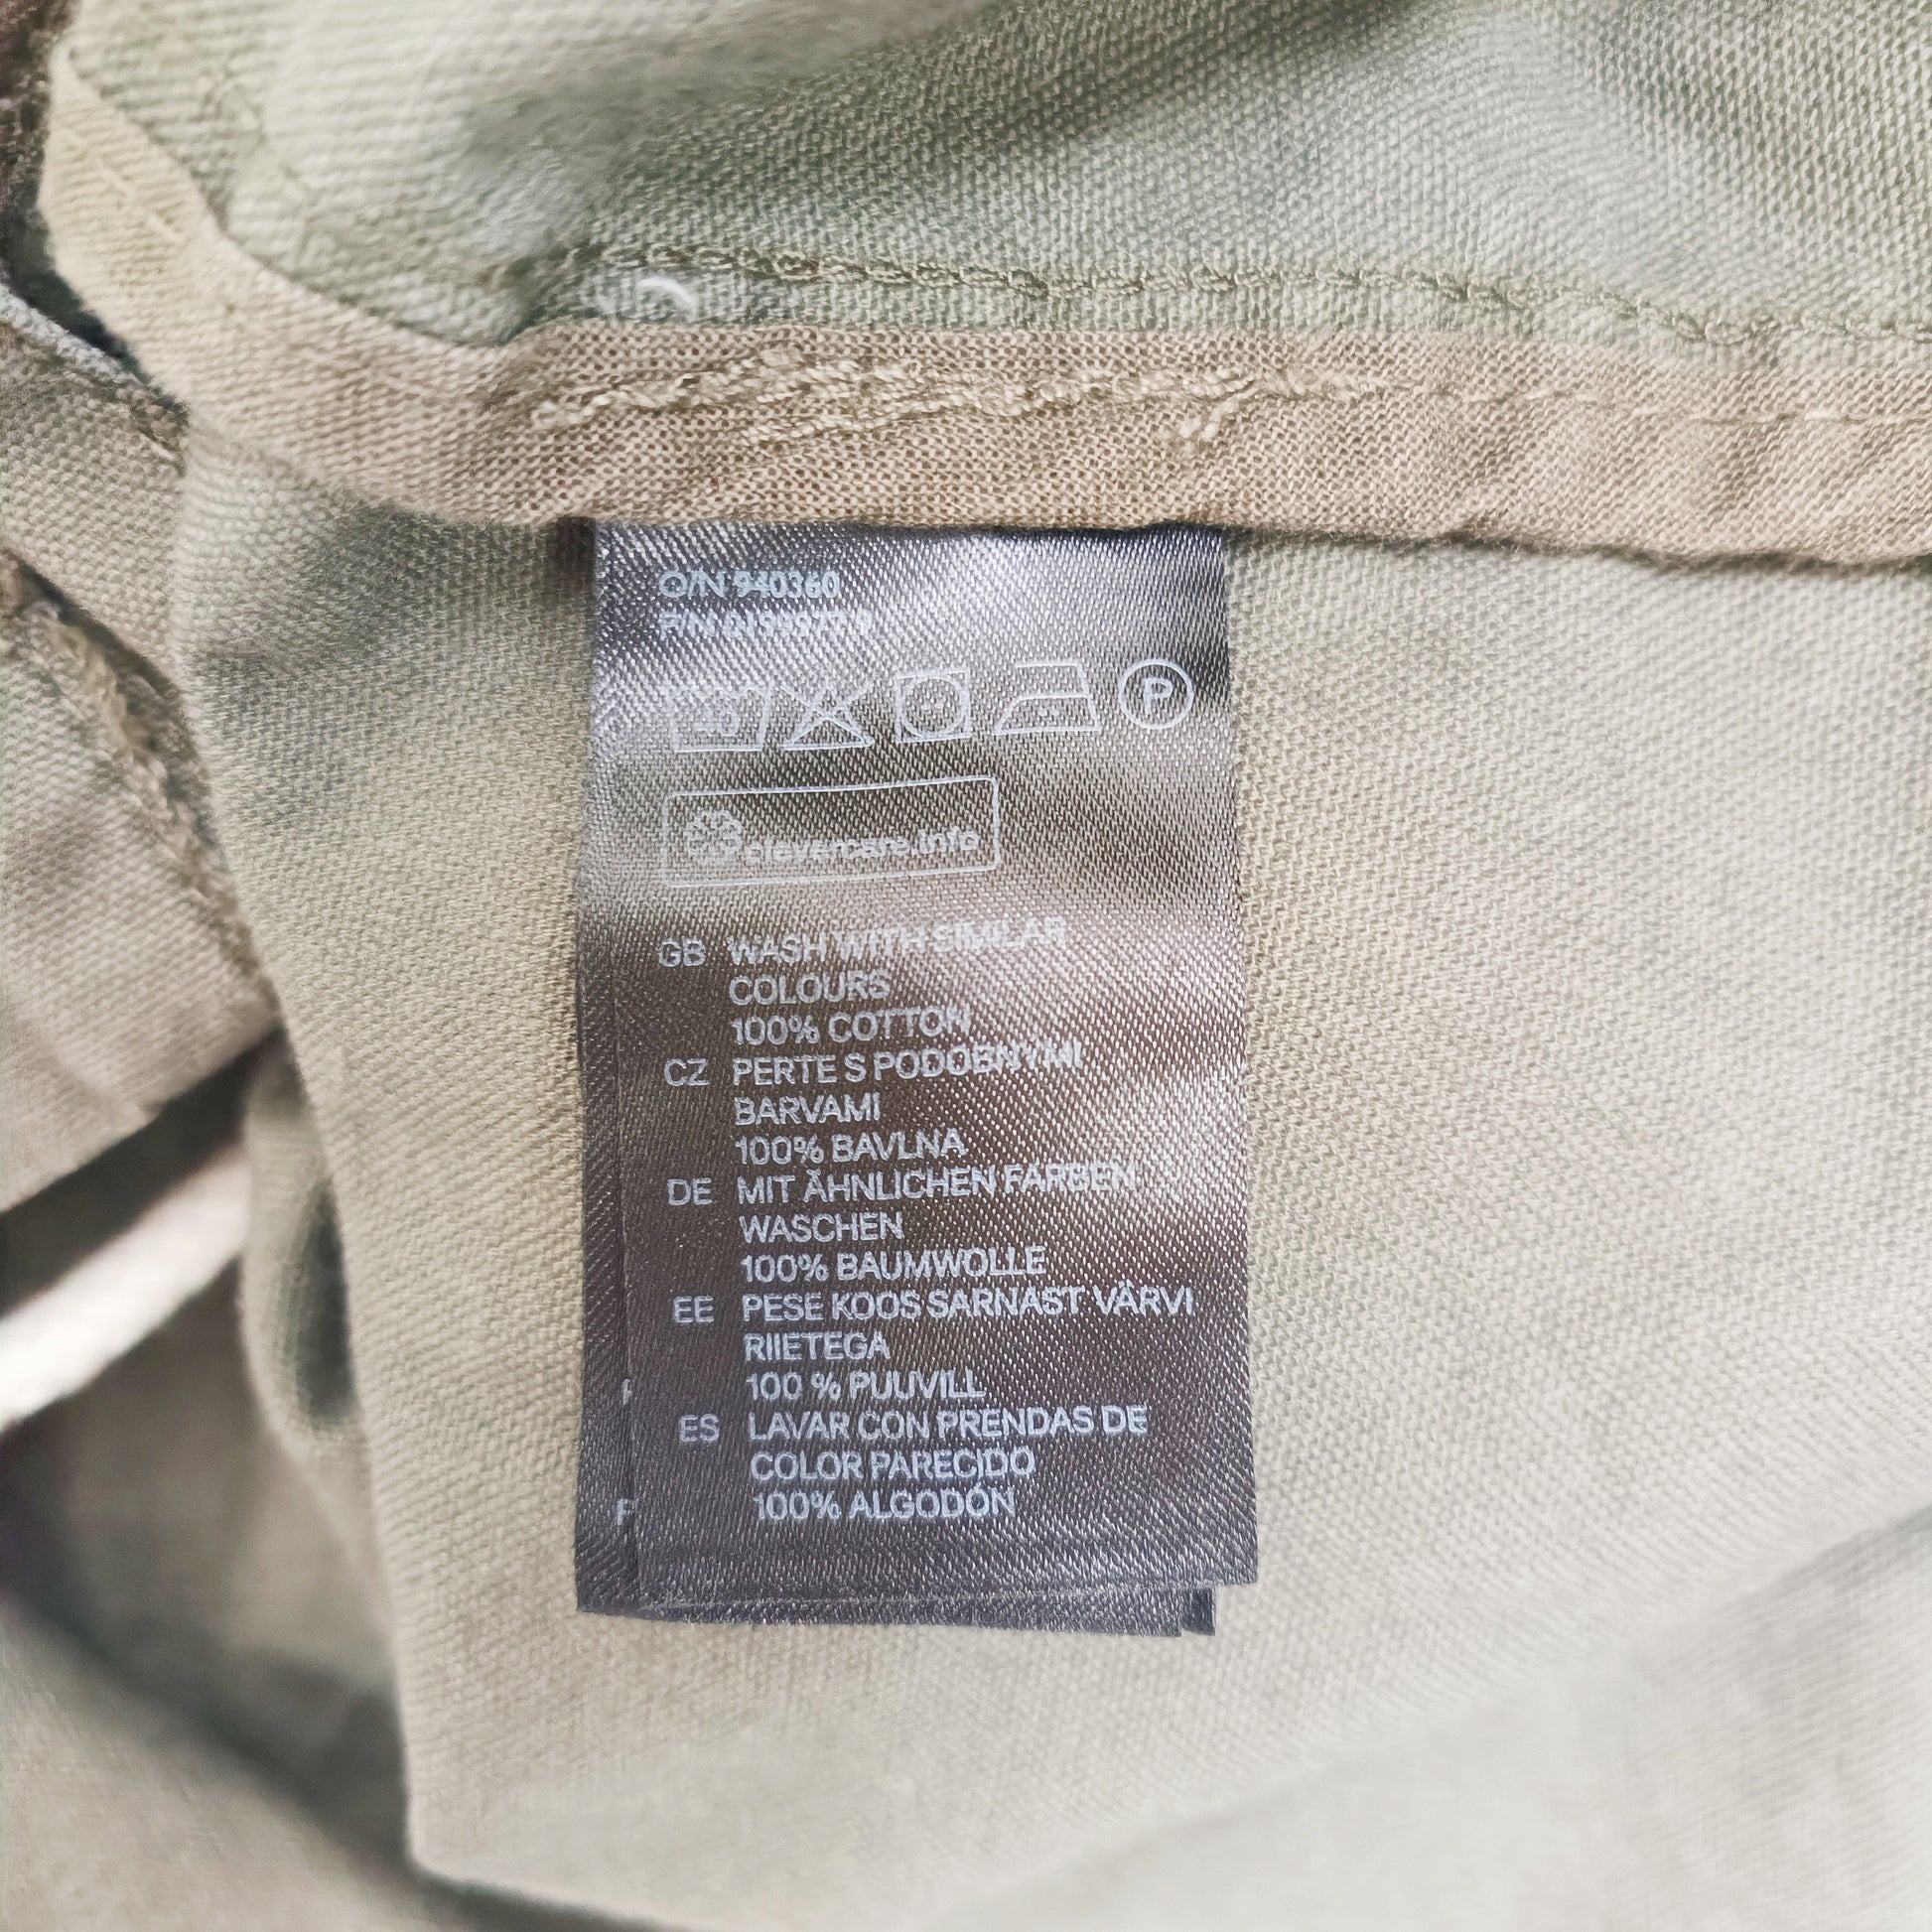 O/N 940360
P/N
P
clevercare.info
GB WASH WITH SIMILAR
COLOURS
100% COTTON
CZ PERTE S PODOBNÝMI
BARVAMI
100% BAVLNA
DE MIT ÄHNLICHEN FARBEN
WASCHEN
100% BAUMWOLLE
EE PESE KOOS SARNAST VÄRVI
RIIETEGA
100 % PUUVILL
ES LAVAR CON PRENDAS DE
COLOR PARECIDO
100% ALGODÓN